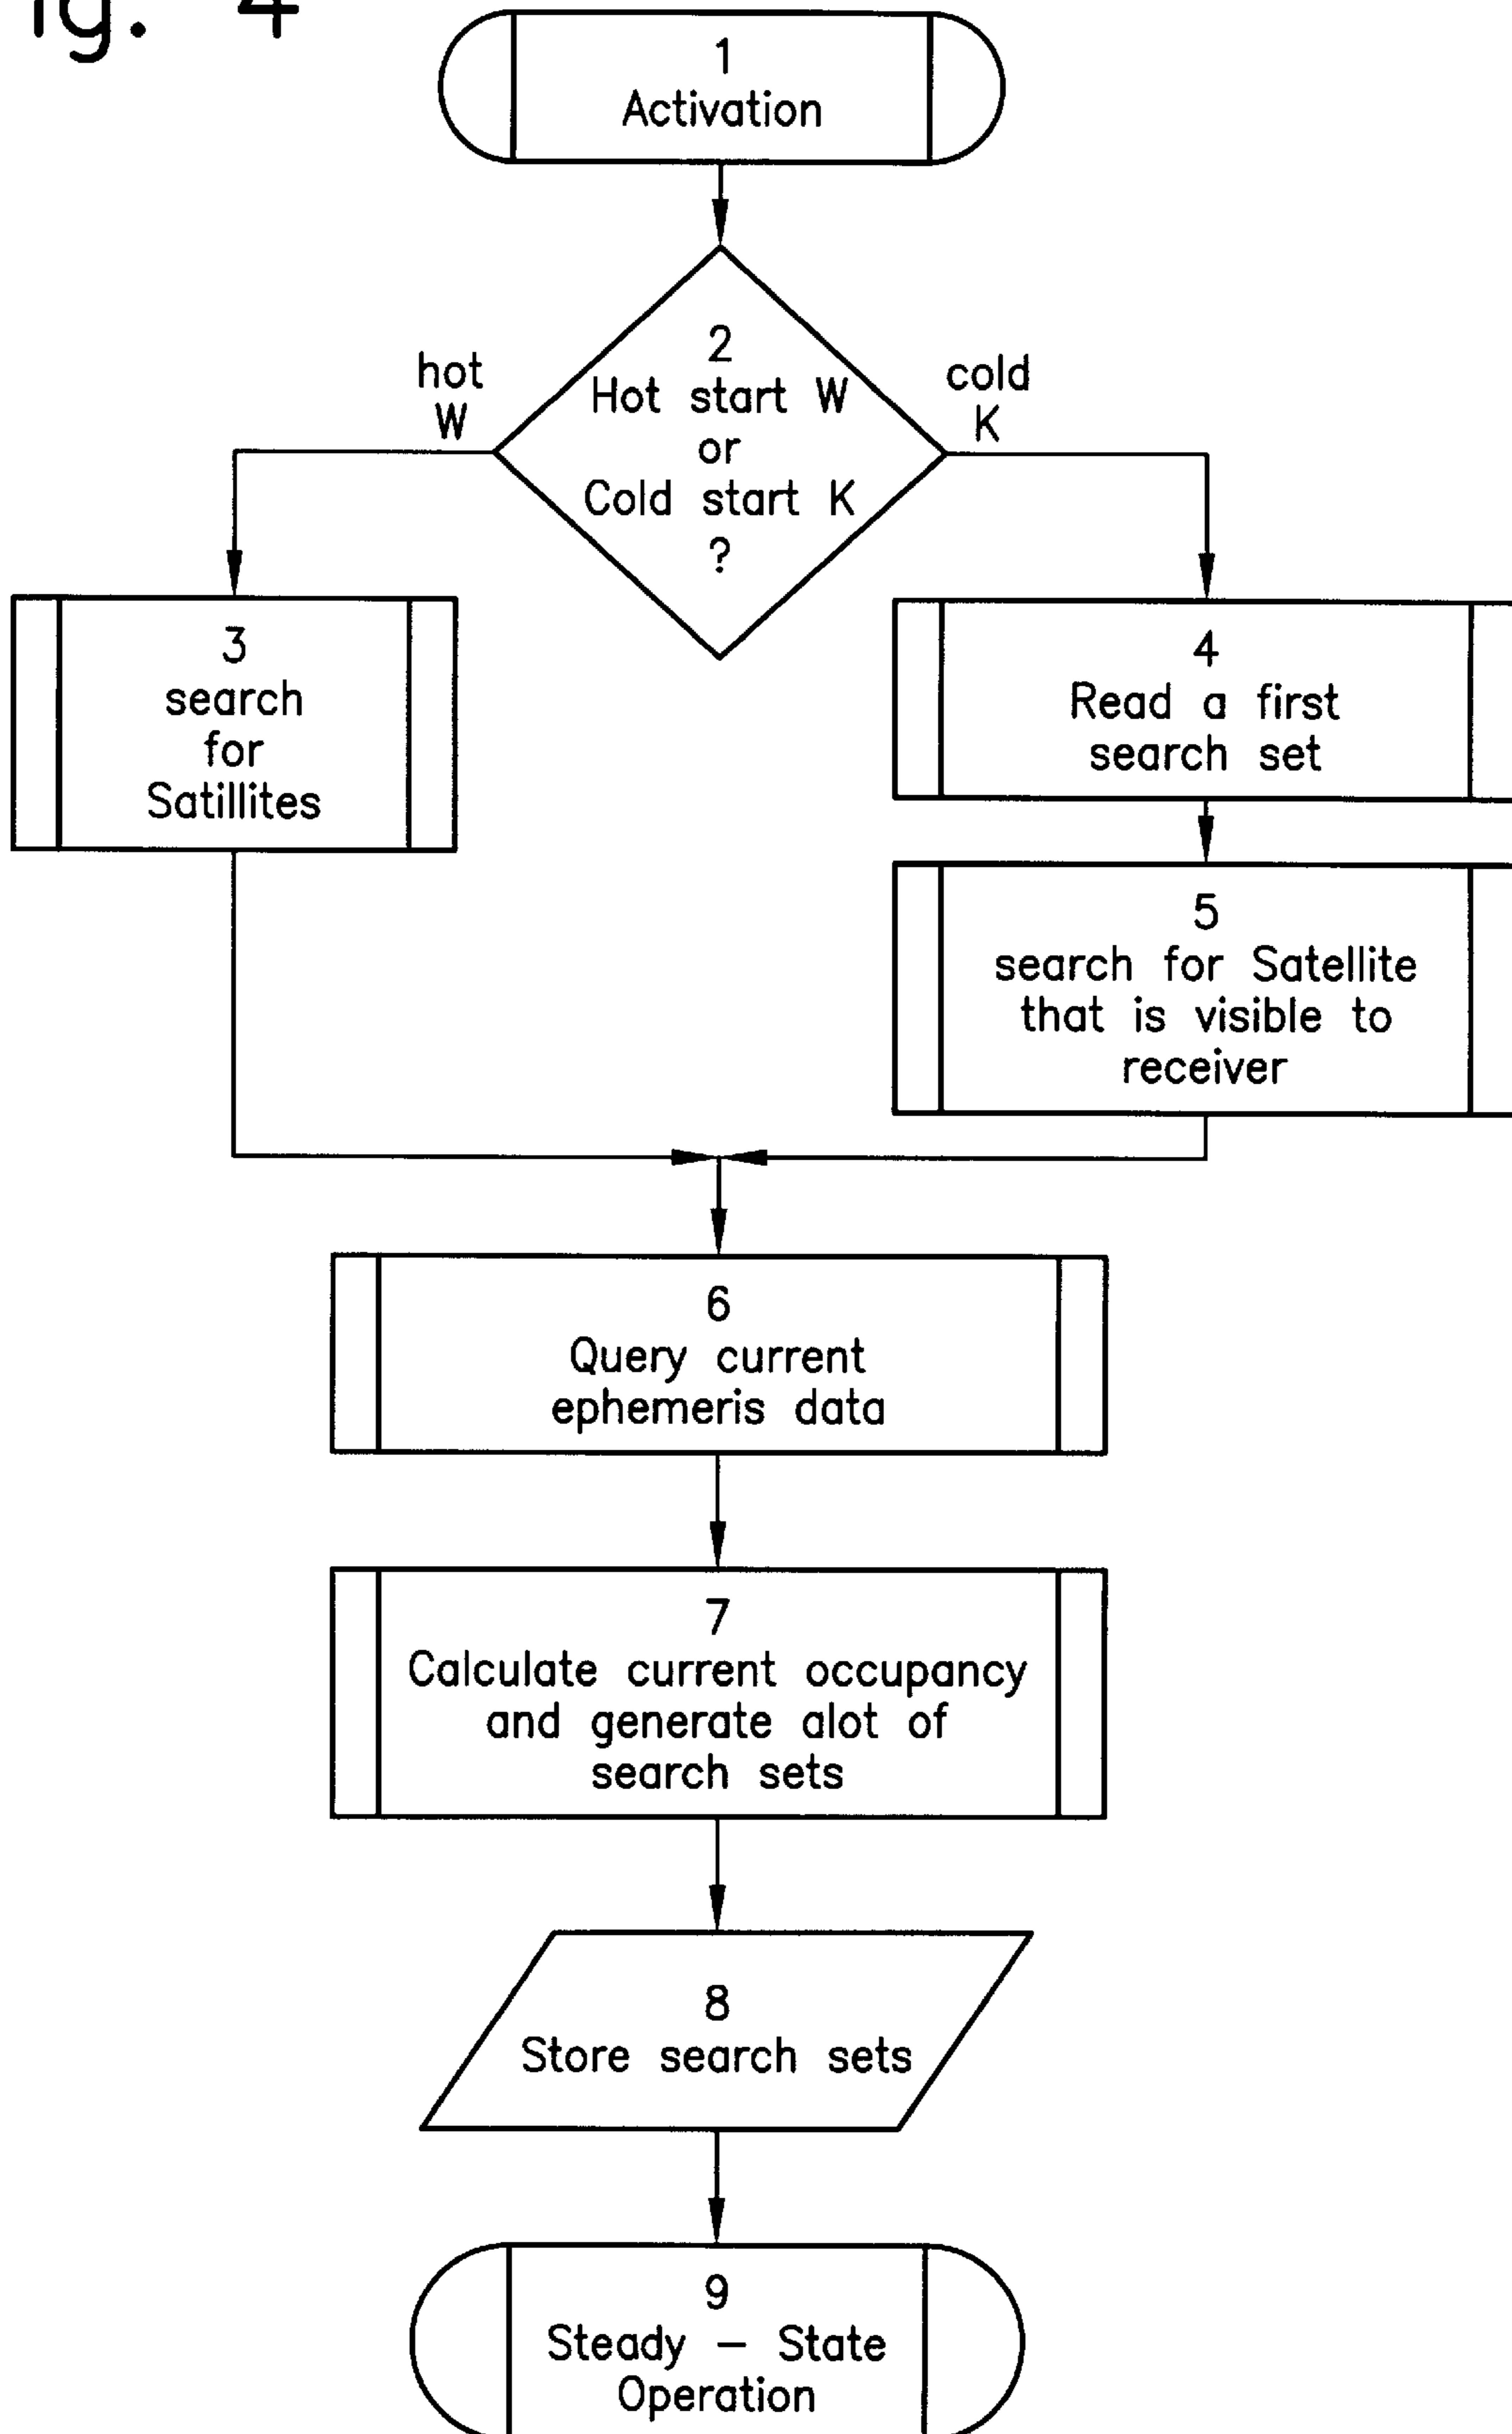 ig. 4
1
Activation
2
Hot start W
or
Cold start K
?
hot
W
cold
K
3
search
for
Satillites
4
Read a first
search set
5
search for Satellite
that is visible to
receiver
6
Query current
ephemeris data
7
Calculate current occupancy
and generate alot of
search sets
8
Store search sets
9
Steady - State
Operation